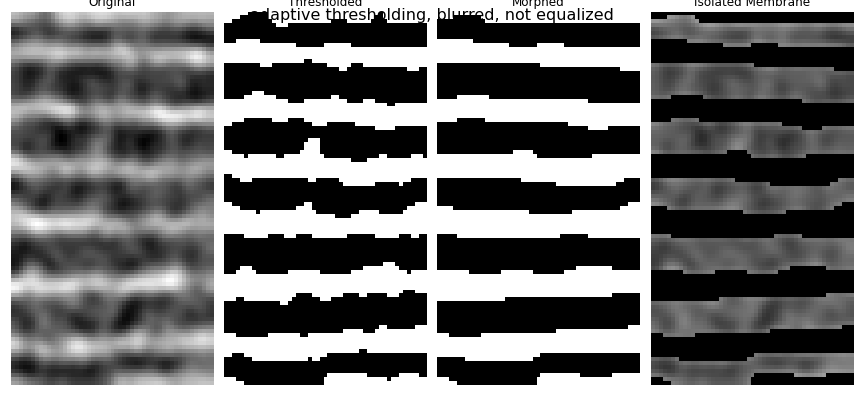 Original
Thresholded
Morphed
Isolated Membrane
adaptive thresholding, blurred, not equalized